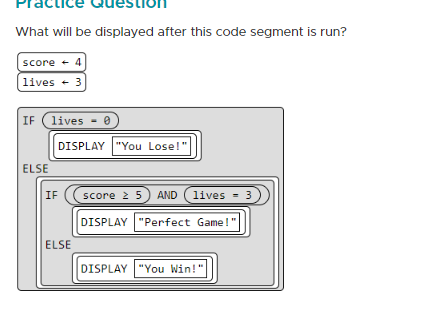 Practice Question
What will be displayed after this code segment is run?
score ← 4
lives ← 3
IF lives = 0
DISPLAY "You Lose!"
ELSE
IF score ≥ 5 AND lives = 3
DISPLAY "Perfect Game!"
ELSE
DISPLAY "You Win!"